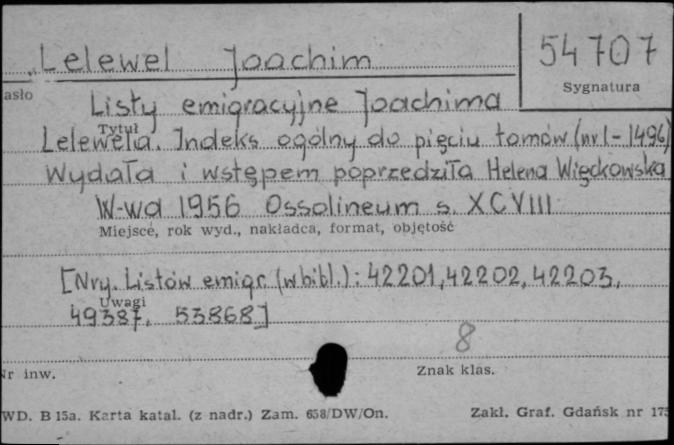 Lelewel Joachim
54707
Sygnatura
asło
Listy emigracyjne Joachima
Tytuł
Lelewela. Indeks ogólny do pięciu tomów (nr 1-1496)
Wydała i wstępem poprzedziła Helena Więckowska
W-wa 1956 Ossolineum s. XCVIII
Miejsce, rok wyd., nakładca, format, objętość
[Nry. Listów emigr. (w bibl.): 42201, 42202, 42203,
Uwagi
49387, 53868]
8
Nr inw.
Znak klas.
WD. B 15a. Karta katal. (z nadr.) Zam. 658/DW/On.
Zakł. Graf. Gdańsk nr 175